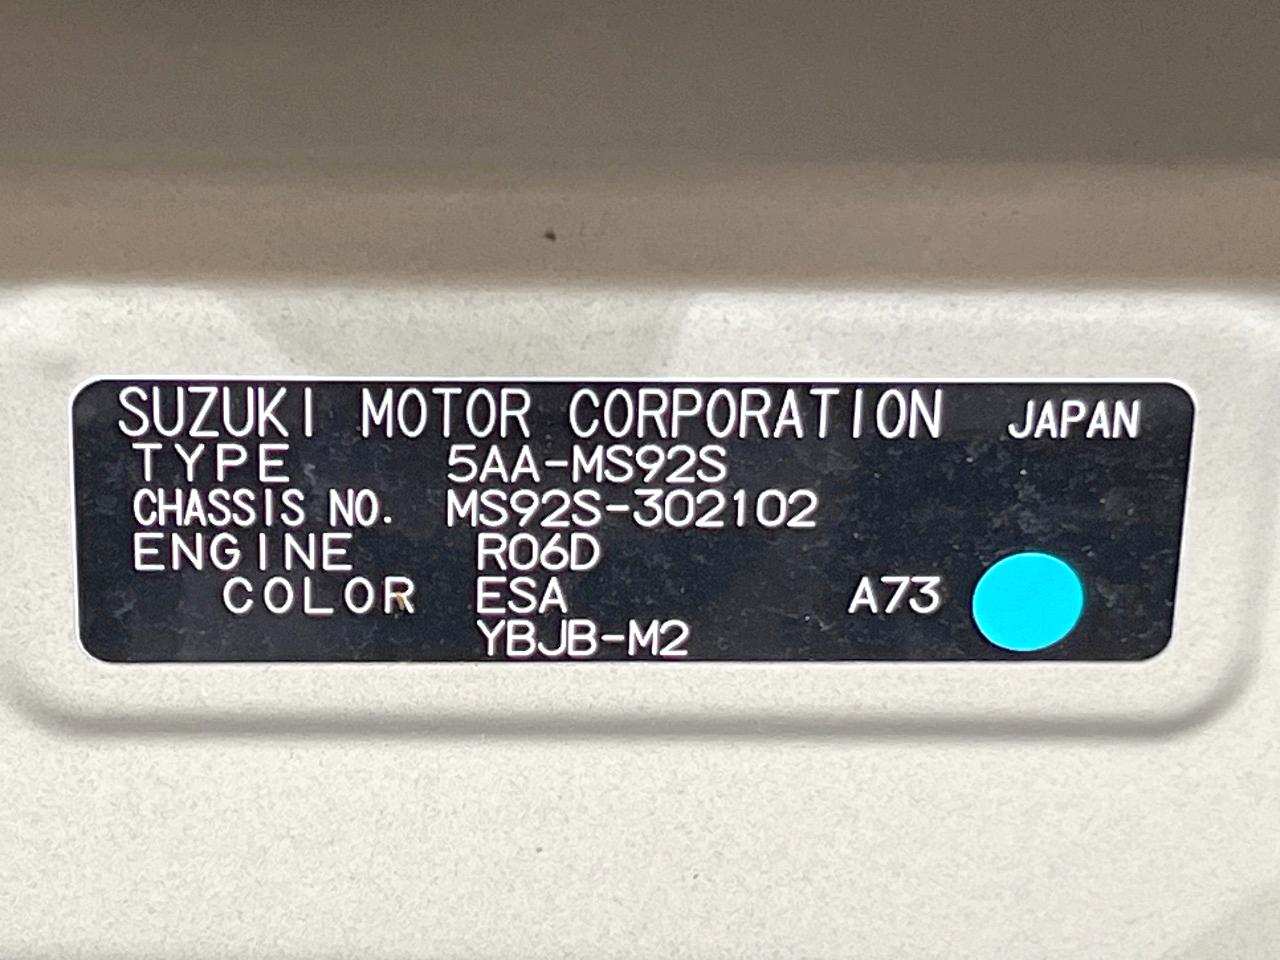 SUZUKI MOTOR CORPORATION JAPAN
TYPE 5AA-MS92S
CHASSIS NO. MS92S-302102
ENGINE R06D
COLOR ESA A73
YBJB-M2